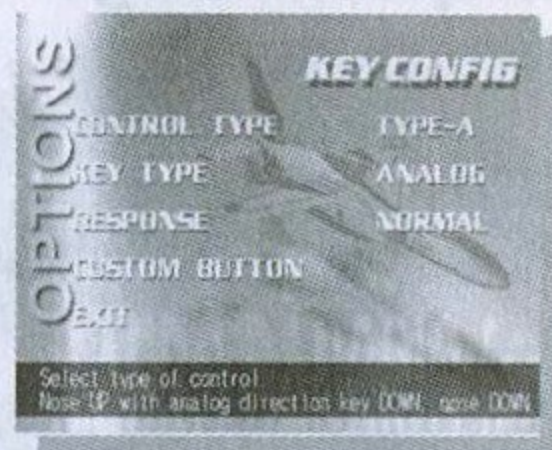 OPTIONS
KEY CONFIG
CONTROL TYPE TYPE-A
KEY TYPE ANALOG
RESPONSE NORMAL
CUSTOM BUTTON
EXIT
Select type of control
Nose UP with analog direction key DOWN, nose DOWN